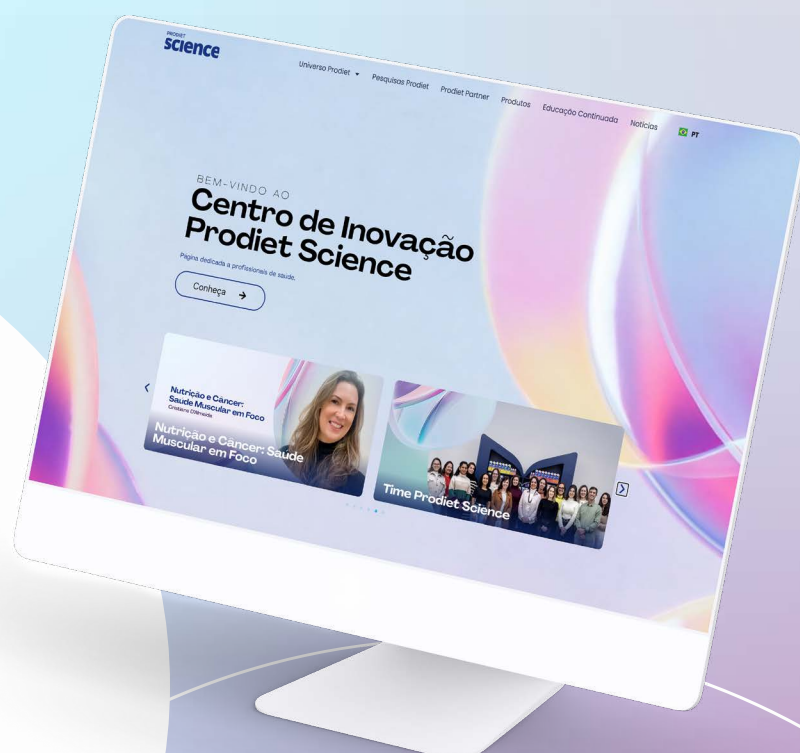 PRODIET
science
Universo Prodiet
Pesquisas Prodiet
Prodiet Partner
Produtos
Educação Continuada
Notícias
PT
BEM-VINDO AO
Centro de Inovação
Prodiet Science
Página dedicada a profissionais de saúde.
Conheça
Nutrição e Câncer:
Saúde Muscular em Foco
Nutrição e Câncer: Saúde
Muscular em Foco
Time Prodiet Science